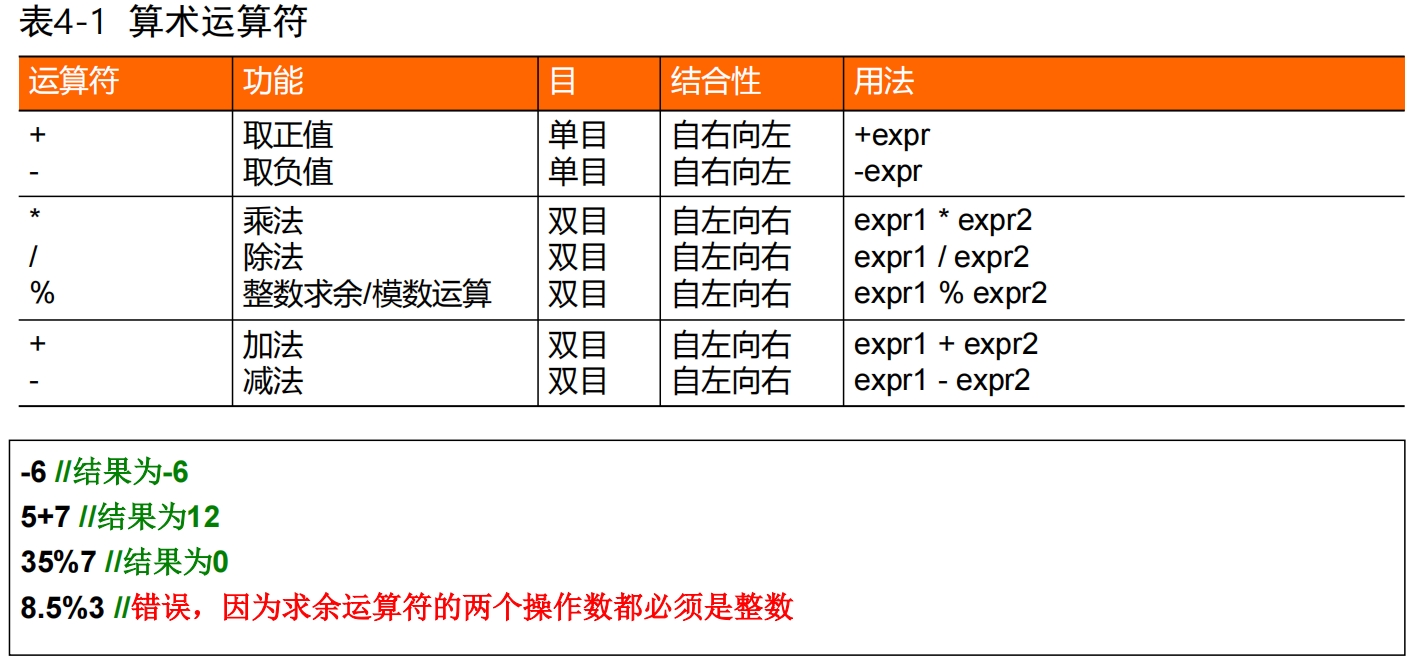 表4-1 算术运算符
运算符 功能 目 结合性 用法
+ 取正值 单目 自右向左 +expr
- 取负值 单目 自右向左 -expr
* 乘法 双目 自左向右 expr1 * expr2
/ 除法 双目 自左向右 expr1 / expr2
% 整数求余/模数运算 双目 自左向右 expr1 % expr2
+ 加法 双目 自左向右 expr1 + expr2
- 减法 双目 自左向右 expr1 - expr2
-6 //结果为-6
5+7 //结果为12
35%7 //结果为0
8.5%3 //错误，因为求余运算符的两个操作数都必须是整数